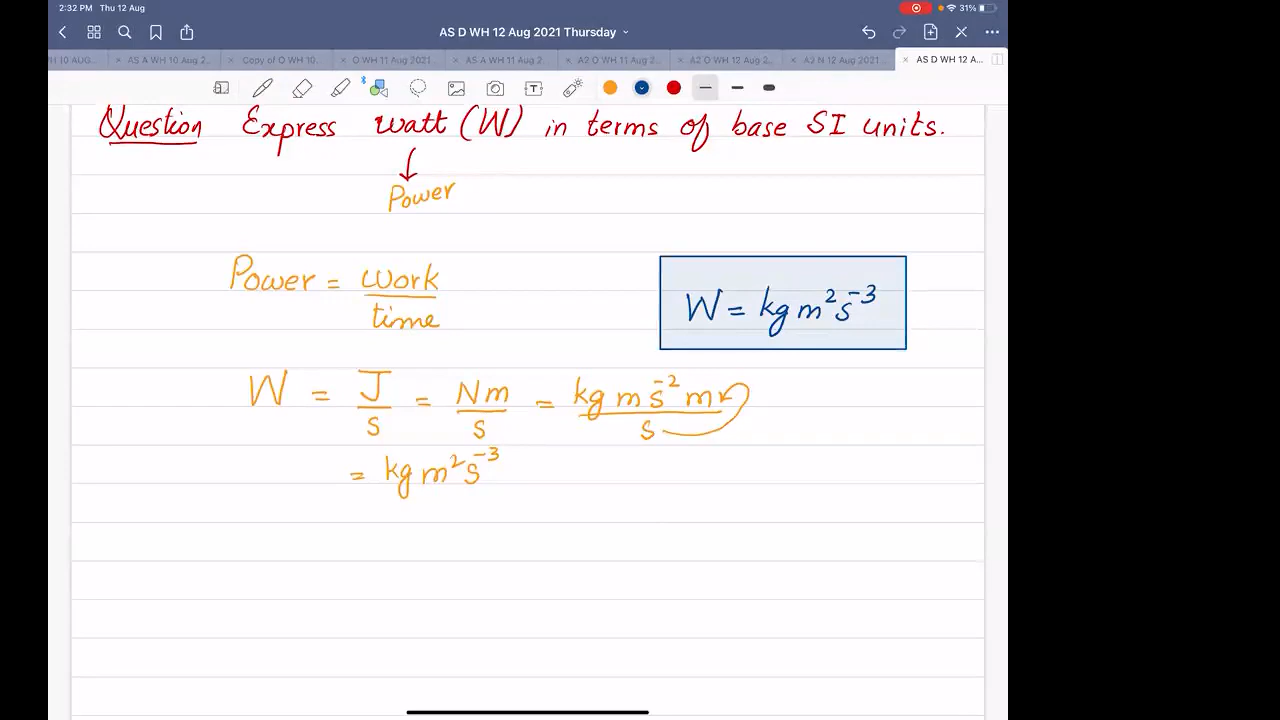 2:32 PM Thu 12 Aug
31%
AS D WH 12 Aug 2021 Thursday
AS A WH 10 Aug 2...
Copy of O WH 10...
O WH 11 Aug 2021...
AS A WH 11 Aug 2...
A2 O WH 11 Aug 2...
A2 O WH 12 Aug 2...
A2 N 12 Aug 2021...
AS D WH 12 A...
Question Express watt (W) in terms of base SI units.
↓
Power
Power = work/time
W = kg m² s⁻³
W = J/s = Nm/s = kg m s⁻² m/s
= kg m² s⁻³